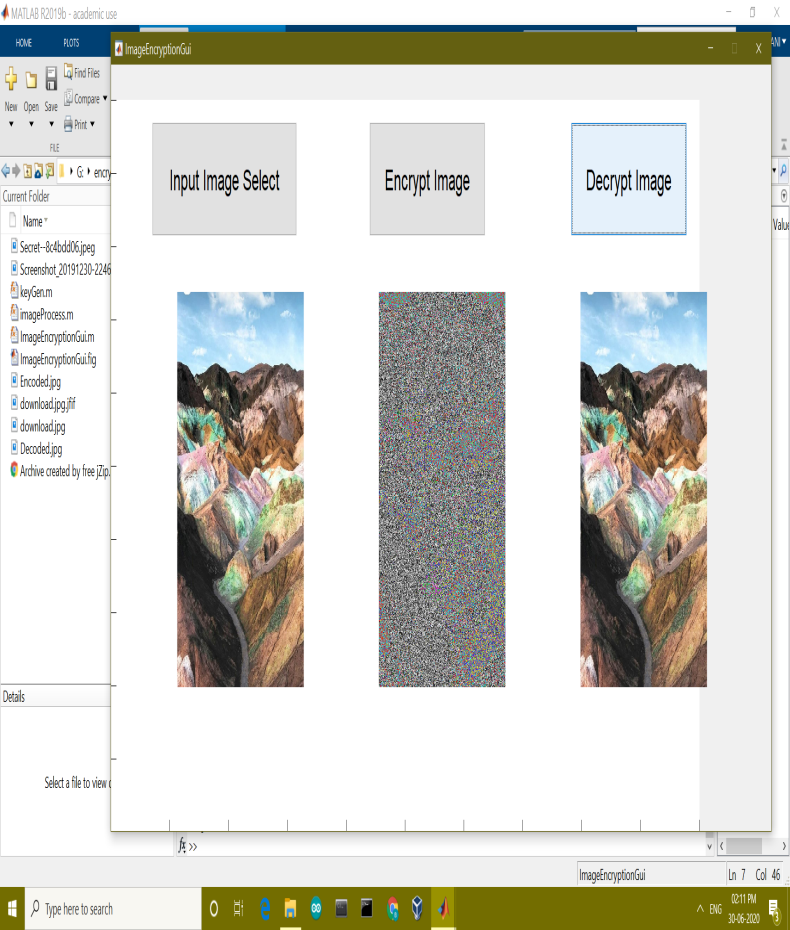 MATLAB R2019b - academic use
HOME PLOTS
ImageEncryptionGui
Find Files
New Open Save Compare
Print
FILE
G: encry
Current Folder
Name
Value
Secret--8c4bdd06.jpeg
Screenshot_20191230-2246
keyGen.m
imageProcess.m
ImageEncryptionGui.m
ImageEncryptionGui.fig
Encoded.jpg
download.jpg.jfif
download.jpg
Decoded.jpg
Archive created by free jZip.
Input Image Select
Encrypt Image
Decrypt Image
Details
Select a file to view
fx >>
ImageEncryptionGui
Ln 7 Col 46
Type here to search
ENG
02:11 PM
30-06-2020
3